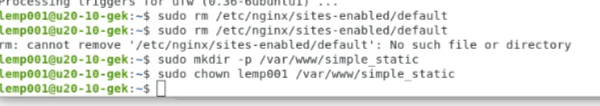 Processing triggers for ufw (0.36-6ubuntu1) ...
lemp001@u20-10-gek:~$ sudo rm /etc/nginx/sites-enabled/default
lemp001@u20-10-gek:~$ sudo rm /etc/nginx/sites-enabled/default
rm: cannot remove '/etc/nginx/sites-enabled/default': No such file or directory
lemp001@u20-10-gek:~$ sudo mkdir -p /var/www/simple_static
lemp001@u20-10-gek:~$ sudo chown lemp001 /var/www/simple_static
lemp001@u20-10-gek:~$